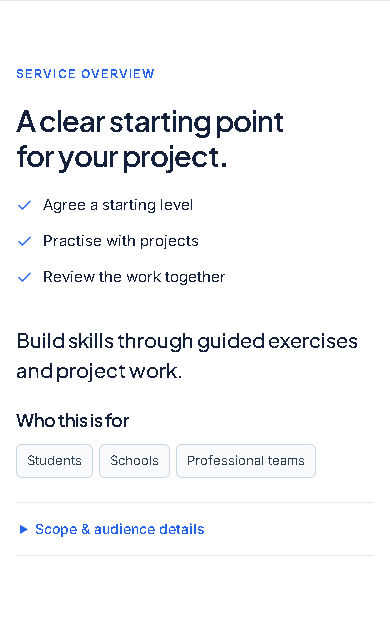 SERVICE OVERVIEW
A clear starting point
for your project.
Agree a starting level
Practise with projects
Review the work together
Build skills through guided exercises
and project work.
Who this is for
Students
Schools
Professional teams
Scope & audience details